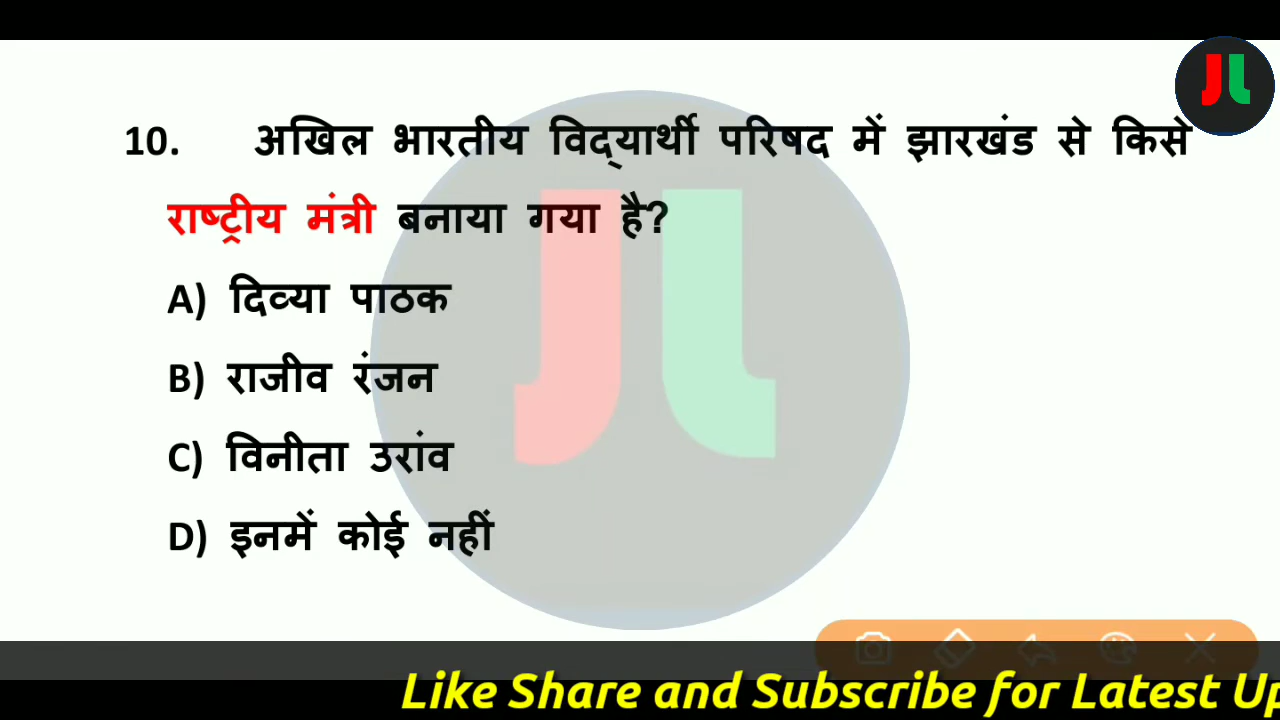 JL
10. अखिल भारतीय विद्यार्थी परिषद में झारखंड से किसे
राष्ट्रीय मंत्री बनाया गया है?
A) दिव्या पाठक
B) राजीव रंजन
C) विनीता उरांव
D) इनमें कोई नहीं
Like Share and Subscribe for Latest Up